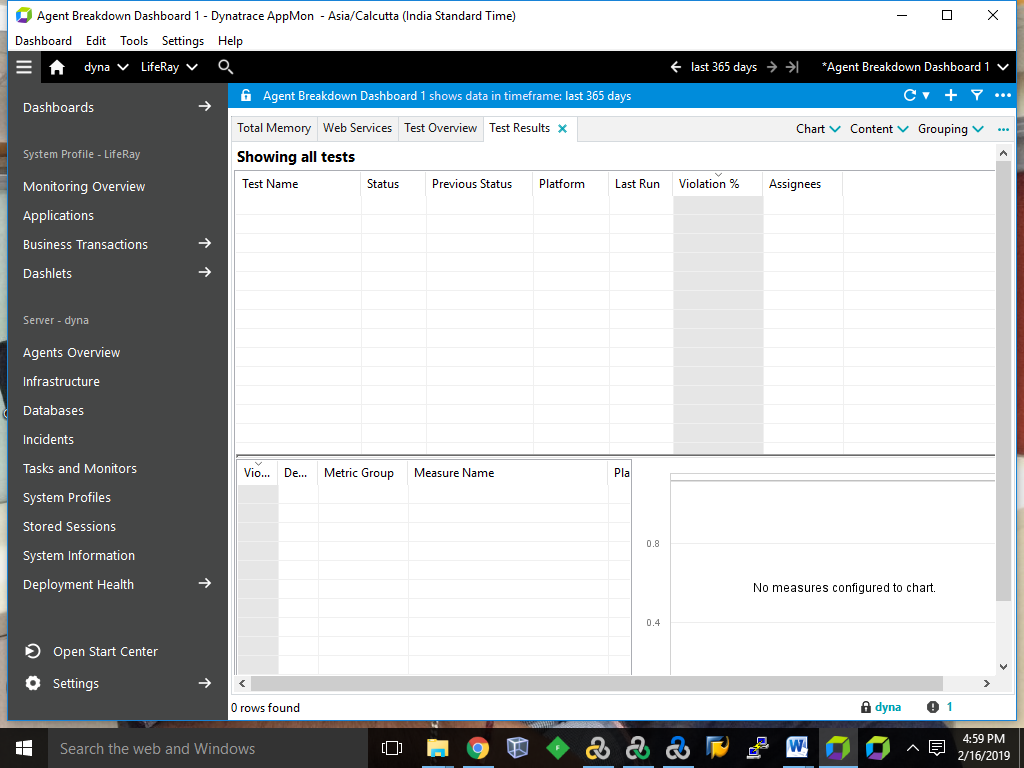 Agent Breakdown Dashboard 1 - Dynatrace AppMon - Asia/Calcutta (India Standard Time)
Dashboard Edit Tools Settings Help
dyna LifeRay last 365 days *Agent Breakdown Dashboard 1
Agent Breakdown Dashboard 1 shows data in timeframe: last 365 days
Dashboards
System Profile - LifeRay
Monitoring Overview
Applications
Business Transactions
Dashlets
Server - dyna
Agents Overview
Infrastructure
Databases
Incidents
Tasks and Monitors
System Profiles
Stored Sessions
System Information
Deployment Health
Open Start Center
Settings
Total Memory Web Services Test Overview Test Results Chart Content Grouping
Showing all tests
Test Name Status Previous Status Platform Last Run Violation % Assignees
Vio... De... Metric Group Measure Name Pla
0.8
No measures configured to chart.
0.4
0 rows found dyna 1
Search the web and Windows
4:59 PM
2/16/2019